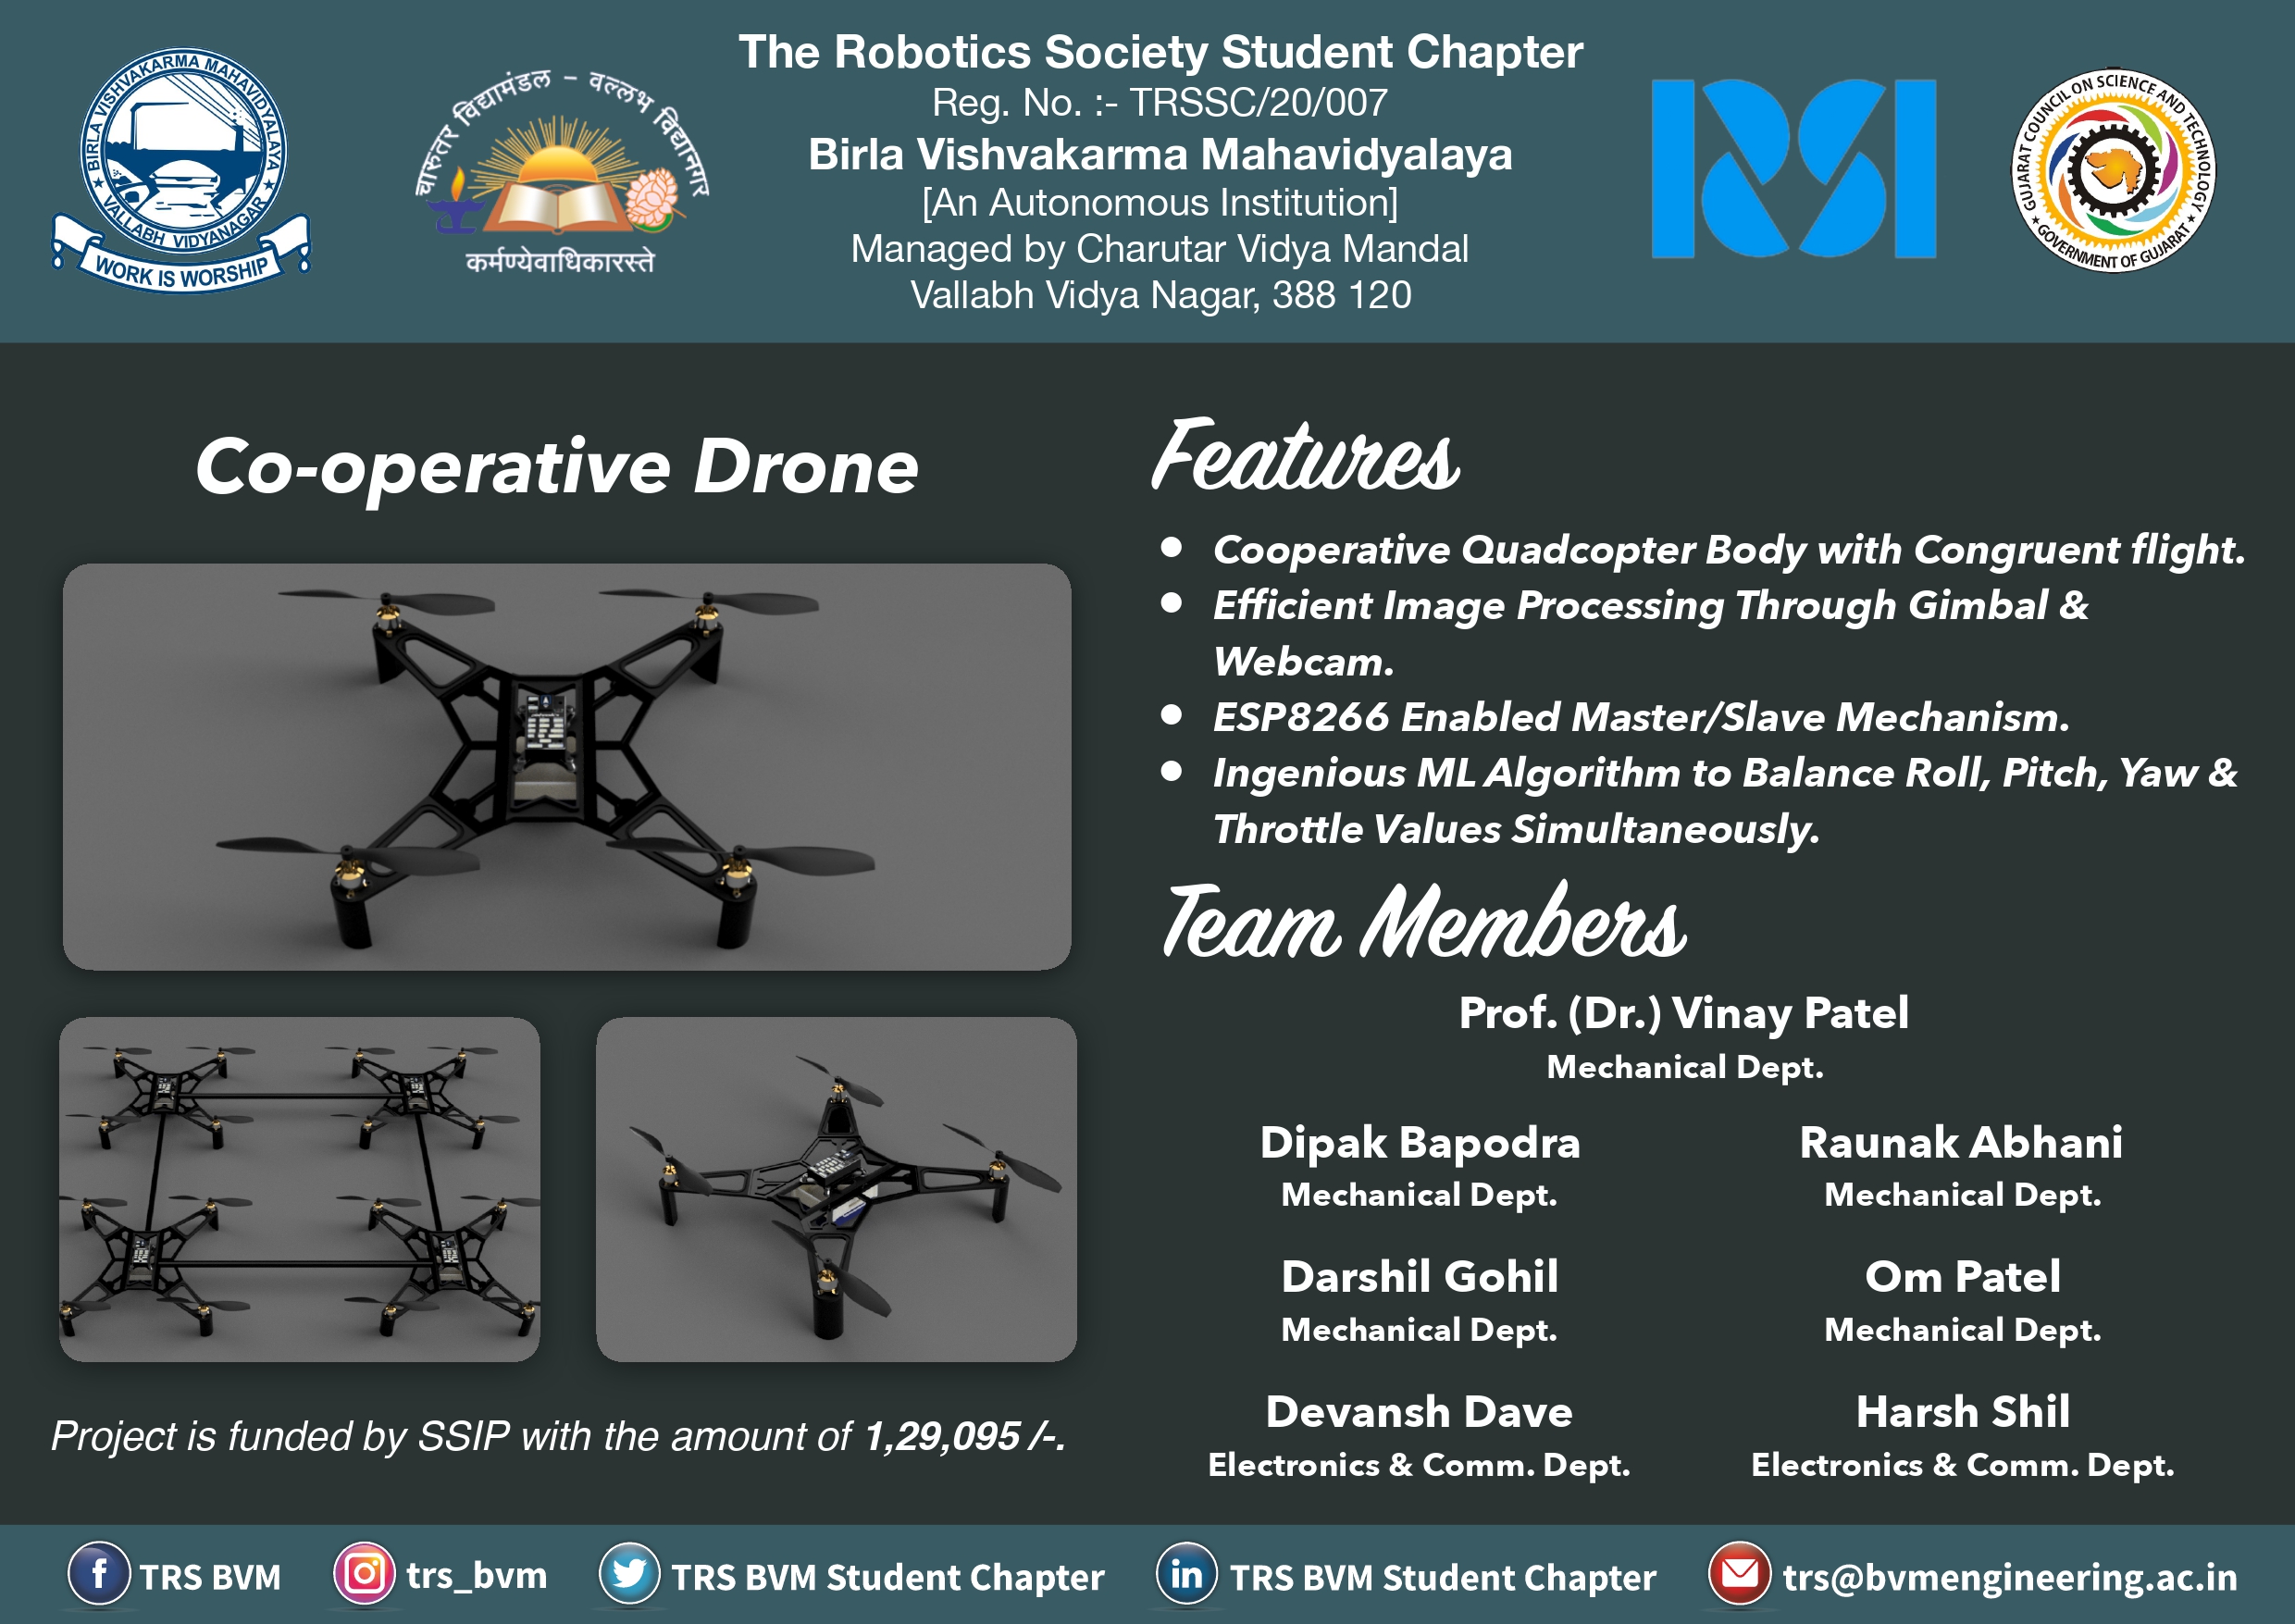 BIRLA VISHVAKARMA MAHAVIDYALAYA
★ VALLABH VIDYANAGAR ★
WORK IS WORSHIP
चारुतर विद्यामंडल – वल्लभ विद्यानगर
कर्मण्येवाधिकारस्ते
The Robotics Society Student Chapter
Reg. No. :- TRSSC/20/007
Birla Vishvakarma Mahavidyalaya
[An Autonomous Institution]
Managed by Charutar Vidya Mandal
Vallabh Vidya Nagar, 388 120
RSI
GUJARAT COUNCIL ON SCIENCE AND TECHNOLOGY
★ GOVERNMENT OF GUJARAT ★
Co-operative Drone
Project is funded by SSIP with the amount of 1,29,095 /-.
Features
● Cooperative Quadcopter Body with Congruent flight.
● Efficient Image Processing Through Gimbal &
Webcam.
● ESP8266 Enabled Master/Slave Mechanism.
● Ingenious ML Algorithm to Balance Roll, Pitch, Yaw &
Throttle Values Simultaneously.
Team Members
Prof. (Dr.) Vinay Patel
Mechanical Dept.
Dipak Bapodra
Mechanical Dept.
Raunak Abhani
Mechanical Dept.
Darshil Gohil
Mechanical Dept.
Om Patel
Mechanical Dept.
Devansh Dave
Electronics & Comm. Dept.
Harsh Shil
Electronics & Comm. Dept.
TRS BVM
trs_bvm
TRS BVM Student Chapter
in TRS BVM Student Chapter
trs@bvmengineering.ac.in